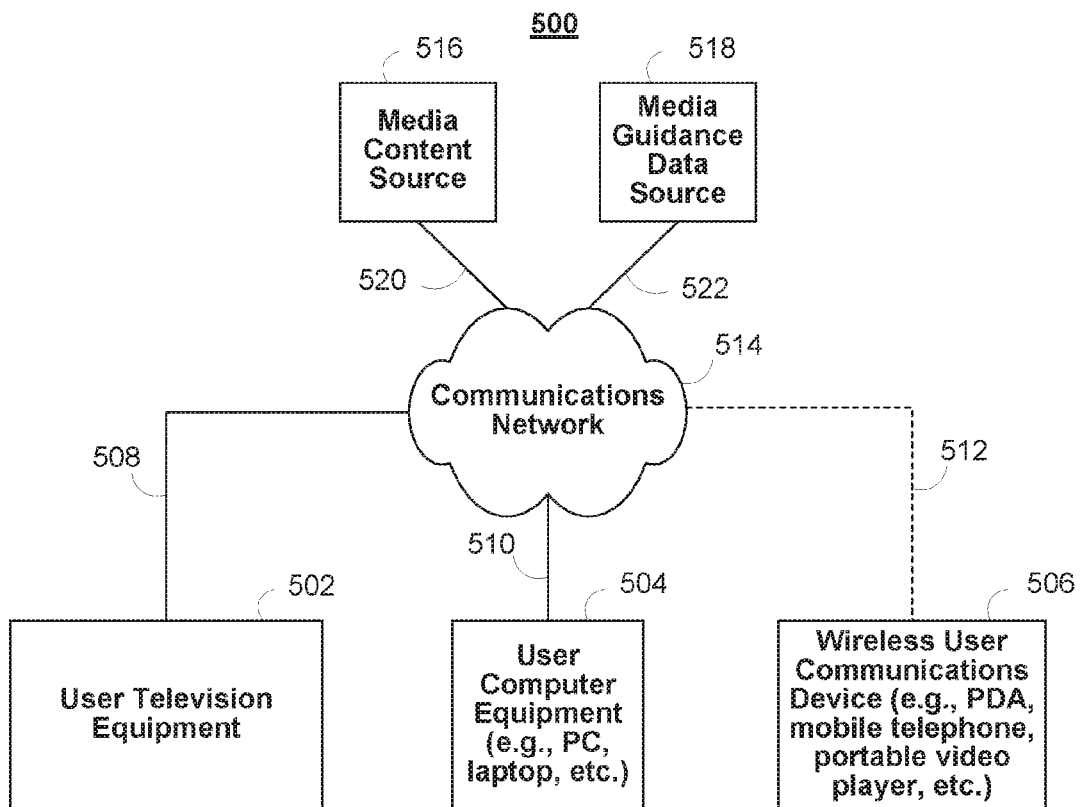 500
516
518
Media
Content
Source
Media
Guidance
Data
Source
520
522
514
Communications
Network
508
512
510
502
504
506
User Television
Equipment
User
Computer
Equipment
(e.g., PC,
laptop, etc.)
Wireless User
Communications
Device (e.g., PDA,
mobile telephone,
portable video
player, etc.)